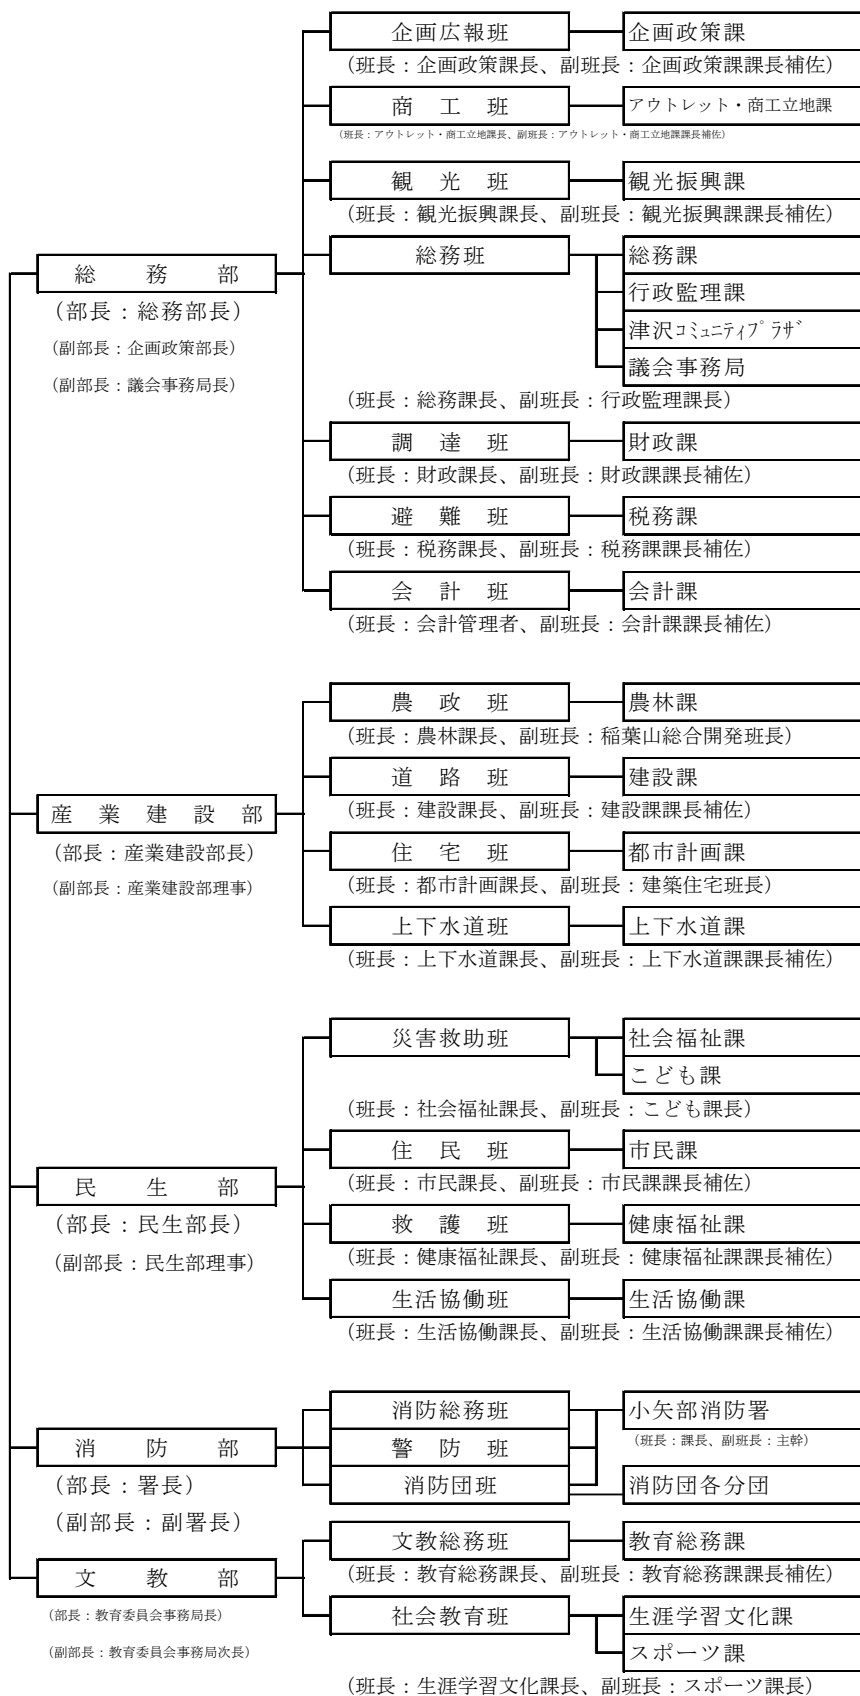 企画広報班 企画政策課
（班長：企画政策課長、副班長：企画政策課課長補佐）
商　工　班 アウトレット・商工立地課
（班長：アウトレット・商工立地課長、副班長：アウトレット・商工立地課課長補佐）
観　光　班 観光振興課
（班長：観光振興課長、副班長：観光振興課課長補佐）
総務班 総務課
総　務　部
行政監理課
（部長：総務部長）
津沢ｺﾐｭﾆﾃｨﾌﾟﾗｻﾞ
（副部長：企画政策部長）
議会事務局
（副部長：議会事務局長）
（班長：総務課長、副班長：行政監理課長）
調　達　班 財政課
（班長：財政課長、副班長：財政課課長補佐）
避　難　班 税務課
（班長：税務課長、副班長：税務課課長補佐）
会　計　班 会計課
（班長：会計管理者、副班長：会計課課長補佐）
農　政　班 農林課
（班長：農林課長、副班長：稲葉山総合開発班長）
道　路　班 建設課
産業建設部
（班長：建設課長、副班長：建設課課長補佐）
（部長：産業建設部長）
住　宅　班 都市計画課
（副部長：産業建設部理事）
（班長：都市計画課長、副班長：建築住宅班長）
上下水道班 上下水道課
（班長：上下水道課長、副班長：上下水道課課長補佐）
災害救助班 社会福祉課
こども課
（班長：社会福祉課長、副班長：こども課長）
住　民　班 市民課
民　生　部
（班長：市民課長、副班長：市民課課長補佐）
（部長：民生部長）
救　護　班 健康福祉課
（副部長：民生部理事）
（班長：健康福祉課長、副班長：健康福祉課課長補佐）
生活協働班 生活協働課
（班長：生活協働課長、副班長：生活協働課課長補佐）
消防総務班 小矢部消防署
消　防　部 警　防　班
（班長：課長、副班長：主幹）
（部長：署長）
消防団班 消防団各分団
（副部長：副署長）
文教総務班 教育総務課
（班長：教育総務課長、副班長：教育総務課課長補佐）
文　教　部
（部長：教育委員会事務局長）
社会教育班 生涯学習文化課
（副部長：教育委員会事務局次長）
スポーツ課
（班長：生涯学習文化課長、副班長：スポーツ課長）